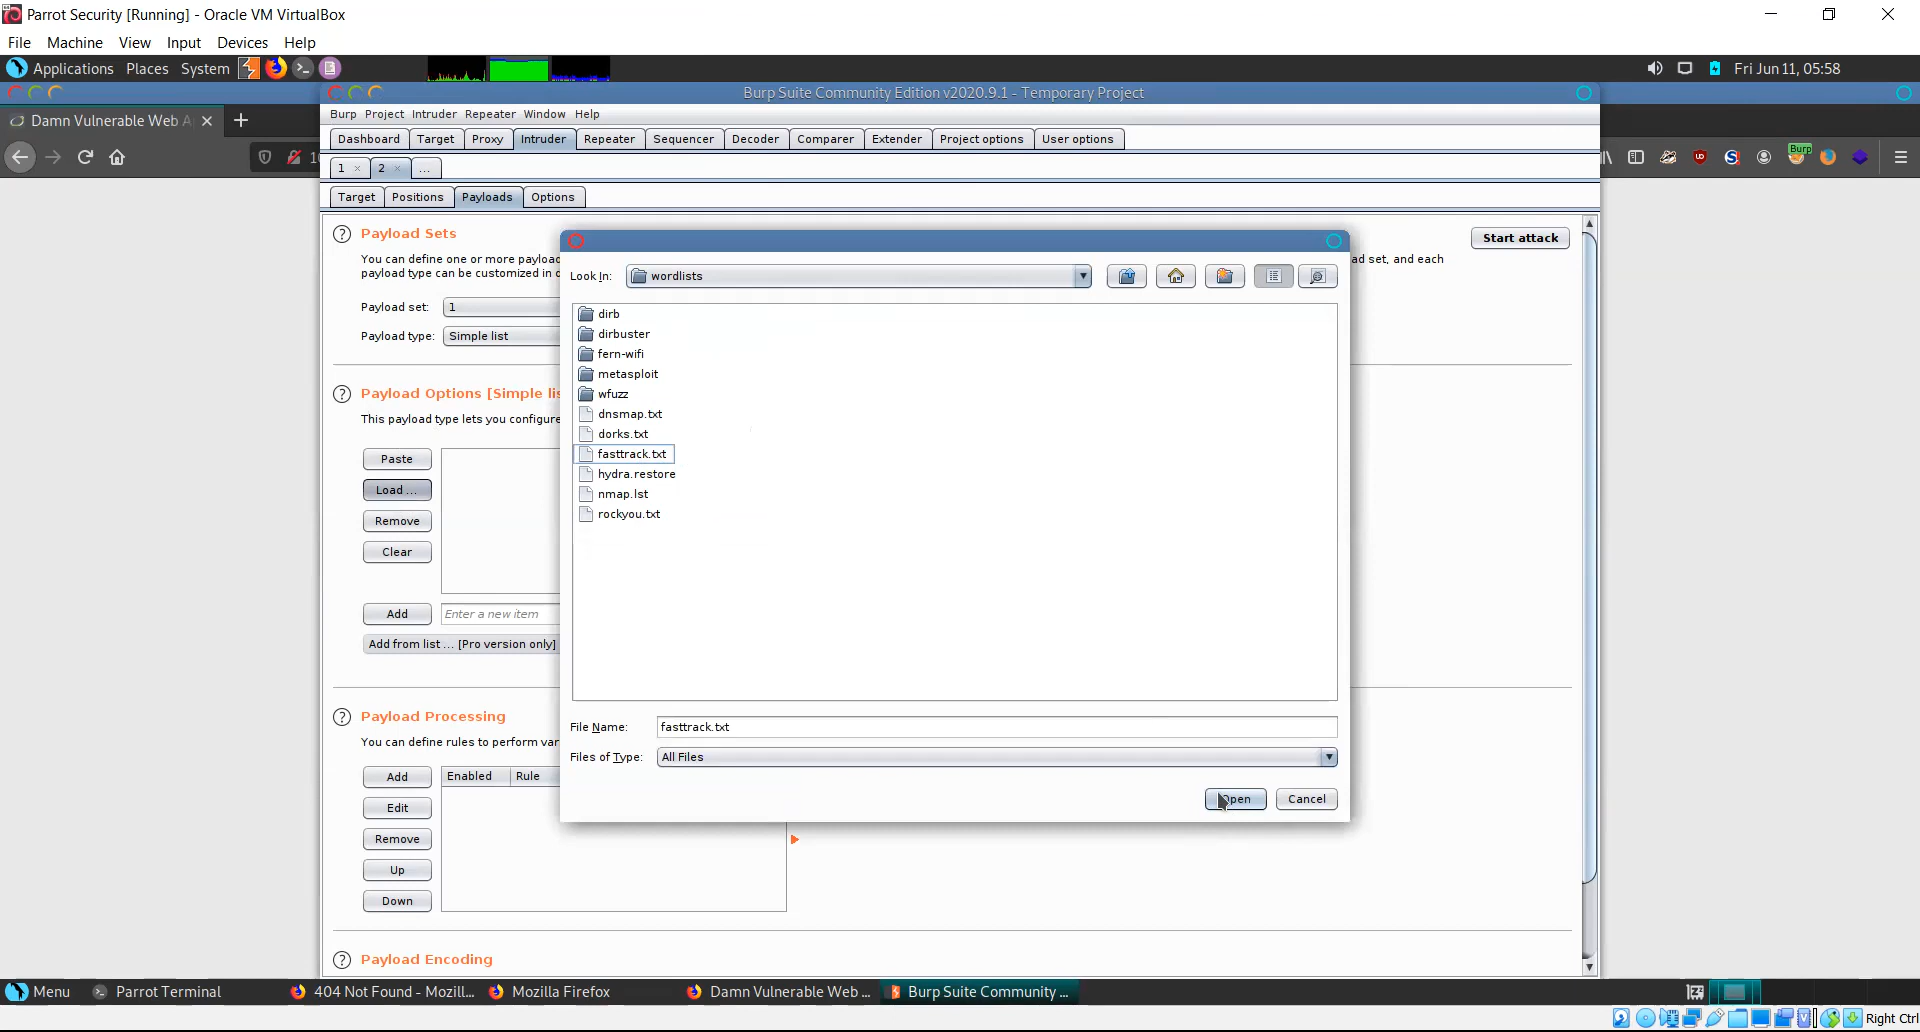 Parrot Security [Running] - Oracle VM VirtualBox
File Machine View Input Devices Help
Applications Places System Fri Jun 11, 05:58
Burp Suite Community Edition v2020.9.1 - Temporary Project
Damn Vulnerable Web A
Burp Project Intruder Repeater Window Help
Dashboard Target Proxy Intruder Repeater Sequencer Decoder Comparer Extender Project options User options
Burp
1 2 ...
Target Positions Payloads Options
Payload Sets
Start attack
You can define one or more payload
ad set, and each
payload type can be customized in d
Payload set: 1
Payload type: Simple list
Payload Options [Simple lis
This payload type lets you configure
Paste
Load ...
Remove
Clear
Add Enter a new item
Add from list ... [Pro version only]
Payload Processing
You can define rules to perform var
Add Enabled Rule
Edit
Remove
Up
Down
Payload Encoding
Look In: wordlists
dirb
dirbuster
fern-wifi
metasploit
wfuzz
dnsmap.txt
dorks.txt
fasttrack.txt
hydra.restore
nmap.lst
rockyou.txt
File Name: fasttrack.txt
Files of Type: All Files
Open Cancel
Menu Parrot Terminal 404 Not Found - Mozill... Mozilla Firefox Damn Vulnerable Web ... Burp Suite Community ...
Right Ctrl